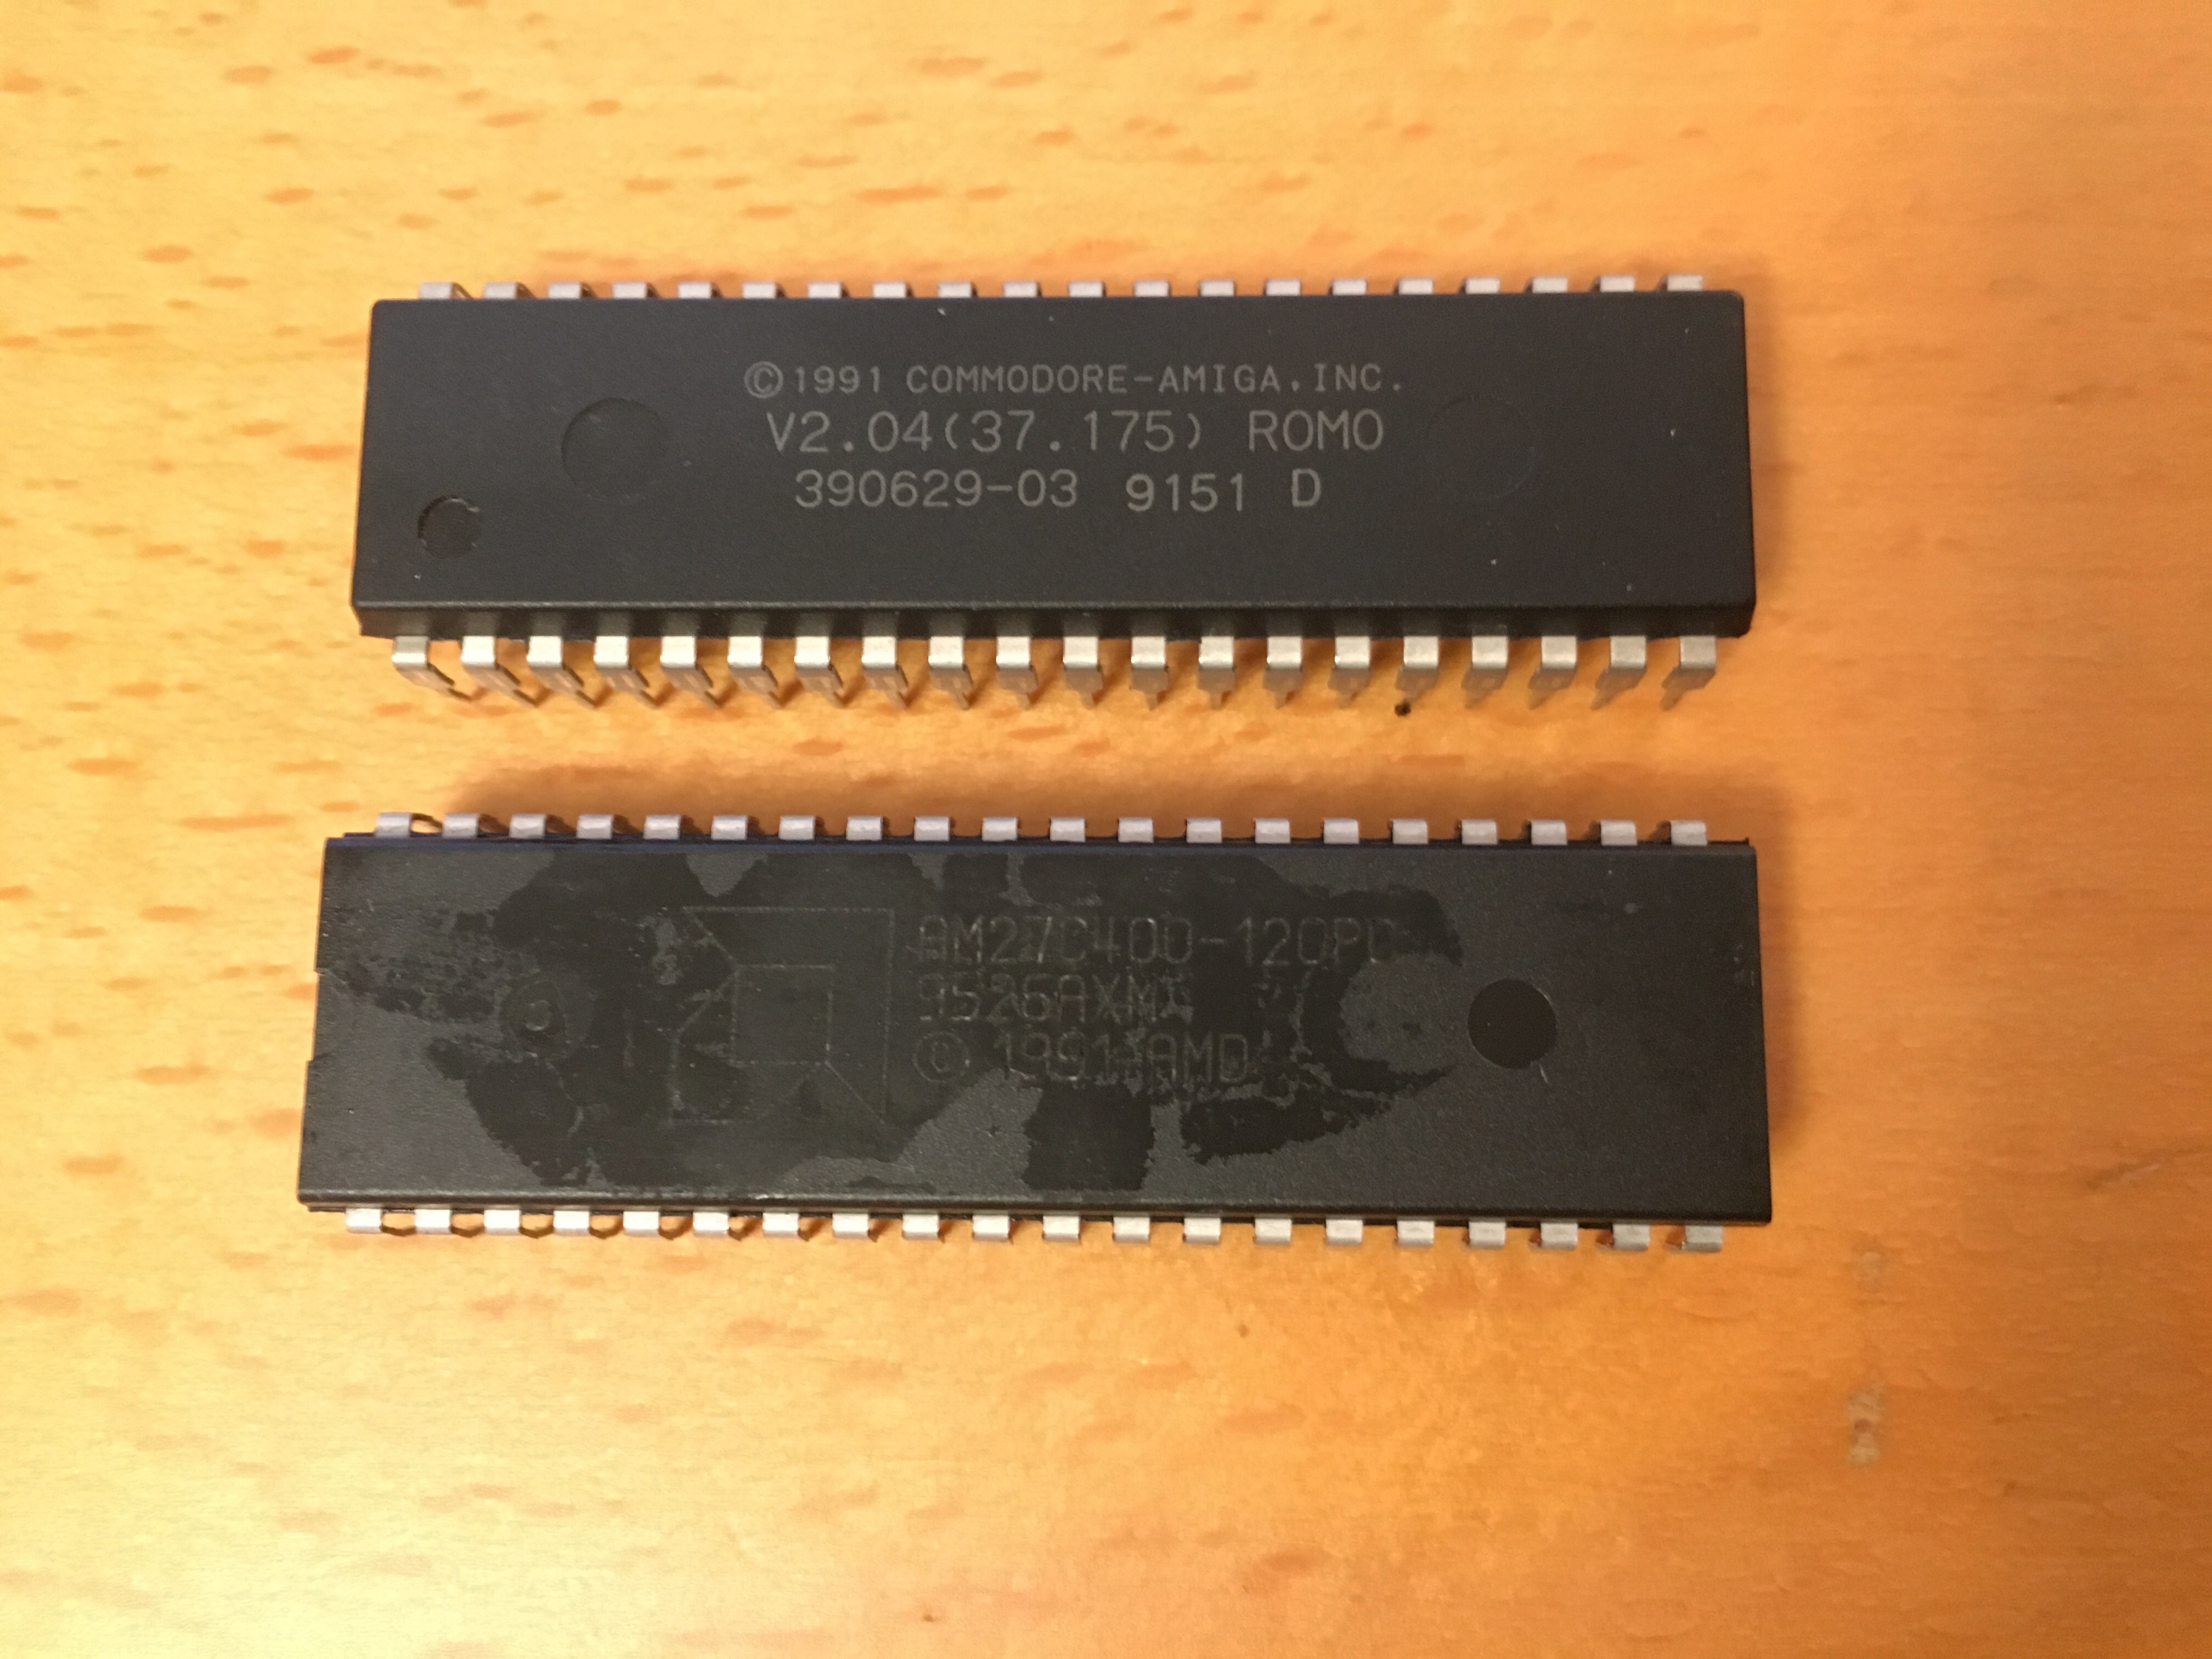 ©1991 COMMODORE-AMIGA.INC.
V2.04(37.175) ROM0
390629-03 9151 D
AM27C400-120PC
9526AXM
© 1991 AMD